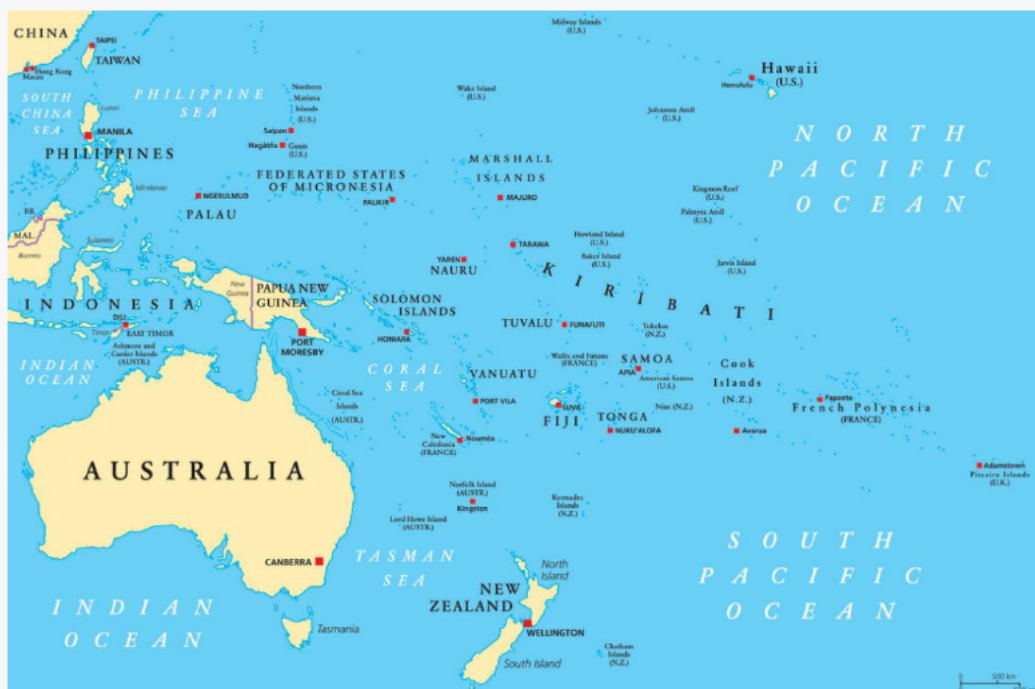 CHINA
TAIPEI
TAIWAN
Hong Kong
Macau
SOUTH
CHINA
SEA
PHILIPPINE
SEA
Luzon
MANILA
PHILIPPINES
Mindanao
Northern
Mariana
Islands
(U.S.)
Saipan
Hagåtña
Guam
(U.S.)
Midway Islands
(U.S.)
Wake Island
(U.S.)
Johnston Atoll
(U.S.)
Honolulu
Hawaii
(U.S.)
NORTH
PACIFIC
OCEAN
FEDERATED STATES
OF MICRONESIA
PALIKIR
MARSHALL
ISLANDS
MAJURO
NGERULMUD
PALAU
Kingmon Reef
(U.S.)
Palmyra Atoll
(U.S.)
BR.
MAL.
Borneo
Sulawesi
INDONESIA
New
Guinea
PAPUA NEW
GUINEA
PORT
MORESBY
DILI
EAST TIMOR
Timor
Ashmore and
Cartier Islands
(AUSTR.)
INDIAN
OCEAN
YAREN
NAURU
TARAWA
Howland Island
(U.S.)
Baker Island
(U.S.)
Jarvis Island
(U.S.)
KIRIBATI
SOLOMON
ISLANDS
HONIARA
TUVALU
FUNAFUTI
Tokelau
(N.Z.)
CORAL
SEA
Coral Sea
Islands
(AUSTR.)
VANUATU
PORT VILA
Wallis and Futuna
(FRANCE)
SAMOA
APIA
American Samoa
(U.S.)
Cook
Islands
(N.Z.)
FIJI
SUVA
TONGA
NUKU'ALOFA
Niue (N.Z.)
Avarua
Papeete
French Polynesia
(FRANCE)
Adamstown
Pitcairn Islands
(U.K.)
New
Caledonia
(FRANCE)
Nouméa
AUSTRALIA
CANBERRA
Norfolk Island
(AUSTR.)
Kingston
Lord Howe Island
(AUSTR.)
Kermadec
Islands
(N.Z.)
TASMAN
SEA
SOUTH
PACIFIC
OCEAN
INDIAN
OCEAN
Tasmania
NEW
ZEALAND
North
Island
WELLINGTON
South Island
Chatham Islands
(N.Z.)
0 500 km